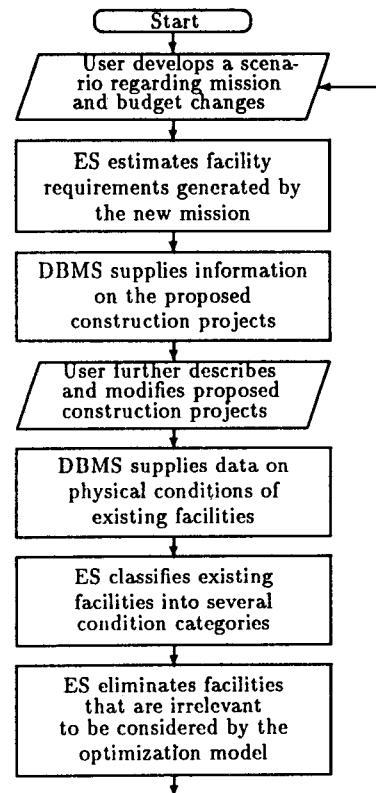 Start
User develops a scena-
rio regarding mission
and budget changes
ES estimates facility
requirements generated by
the new mission
DBMS supplies information
on the proposed
construction projects
User further describes
and modifies proposed
construction projects
DBMS supplies data on
physical conditions of
existing facilities
ES classifies existing
facilities into several
condition categories
ES eliminates facilities
that are irrelevant
to be considered by the
optimization model